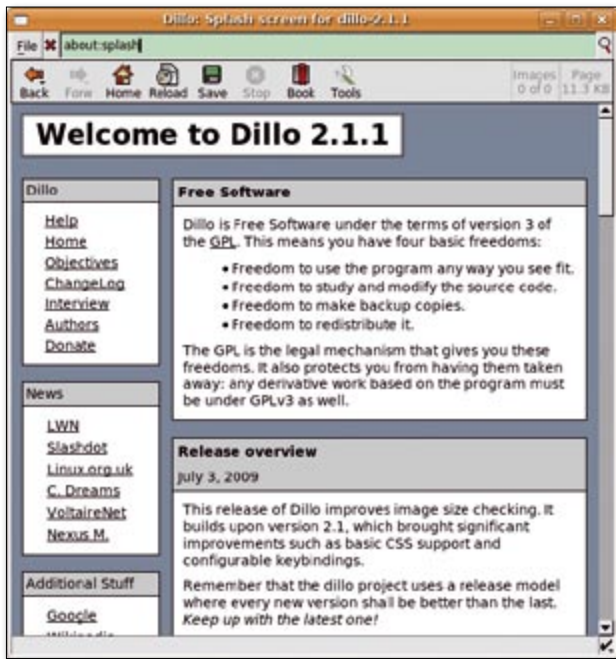 Dillo: Splash screen for dillo-2.1.1
File about:splash
Back Forw Home Reload Save Stop Book Tools
Images
0 of 0
Page
11.3 KB
Welcome to Dillo 2.1.1
Dillo
Help
Home
Objectives
ChangeLog
Interview
Authors
Donate
News
LWN
Slashdot
Linux.org.uk
C. Dreams
VoltaireNet
Nexus M.
Additional Stuff
Google
Free Software
Dillo is Free Software under the terms of version 3 of
the GPL. This means you have four basic freedoms:
• Freedom to use the program any way you see fit.
• Freedom to study and modify the source code.
• Freedom to make backup copies.
• Freedom to redistribute it.
The GPL is the legal mechanism that gives you these
freedoms. It also protects you from having them taken
away: any derivative work based on the program must
be under GPLv3 as well.
Release overview
July 3, 2009
This release of Dillo improves image size checking. It
builds upon version 2.1, which brought significant
improvements such as basic CSS support and
configurable keybindings.
Remember that the dillo project uses a release model
where every new version shall be better than the last.
Keep up with the latest one!